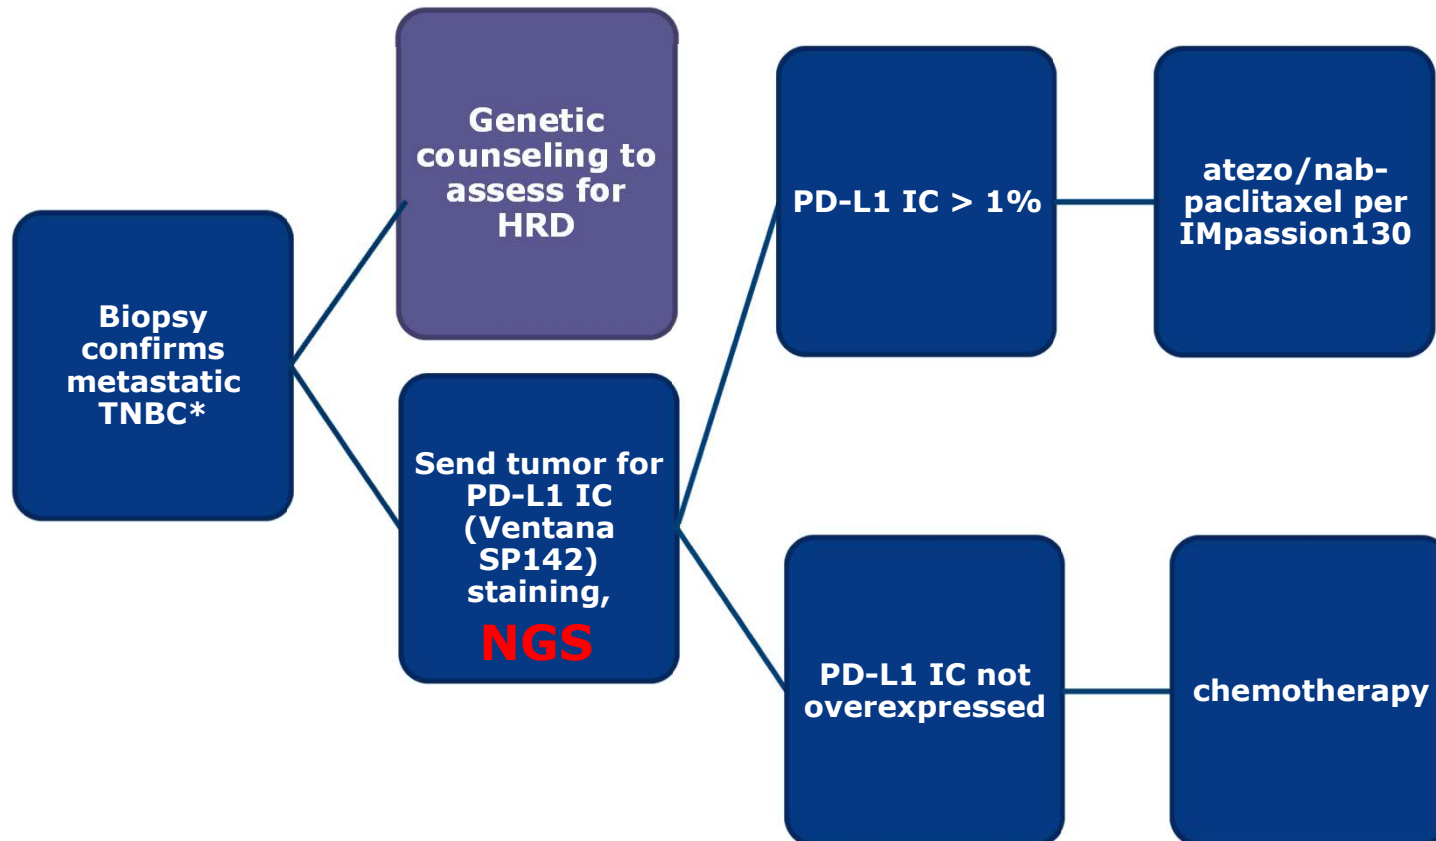 Biopsy
confirms
metastatic
TNBC*
Genetic
counseling to
assess for
HRD
Send tumor for
PD-L1 IC
(Ventana
SP142)
staining,
NGS
PD-L1 IC > 1%
atezo/nab-
paclitaxel per
IMpassion130
PD-L1 IC not
overexpressed
chemotherapy